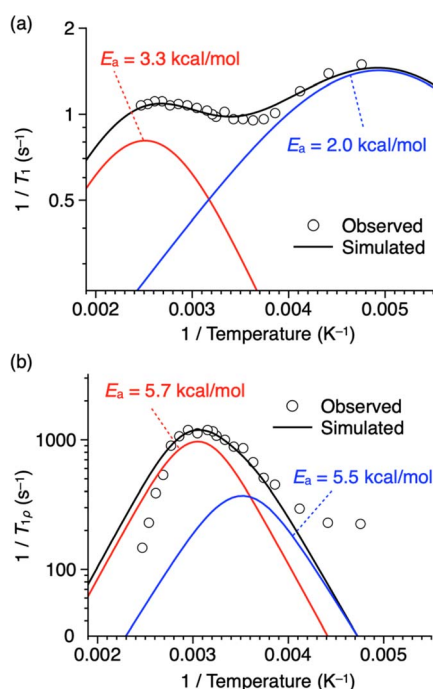 (a)
2
Eₐ = 3.3 kcal/mol
1
1 / T₁ (s⁻¹)
Eₐ = 2.0 kcal/mol
0.5
Observed
Simulated
0.002 0.003 0.004 0.005
1 / Temperature (K⁻¹)
(b)
Eₐ = 5.7 kcal/mol
Observed
Simulated
1000
Eₐ = 5.5 kcal/mol
1 / T₁ρ (s⁻¹)
100
0
0.002 0.003 0.004 0.005
1 / Temperature (K⁻¹)